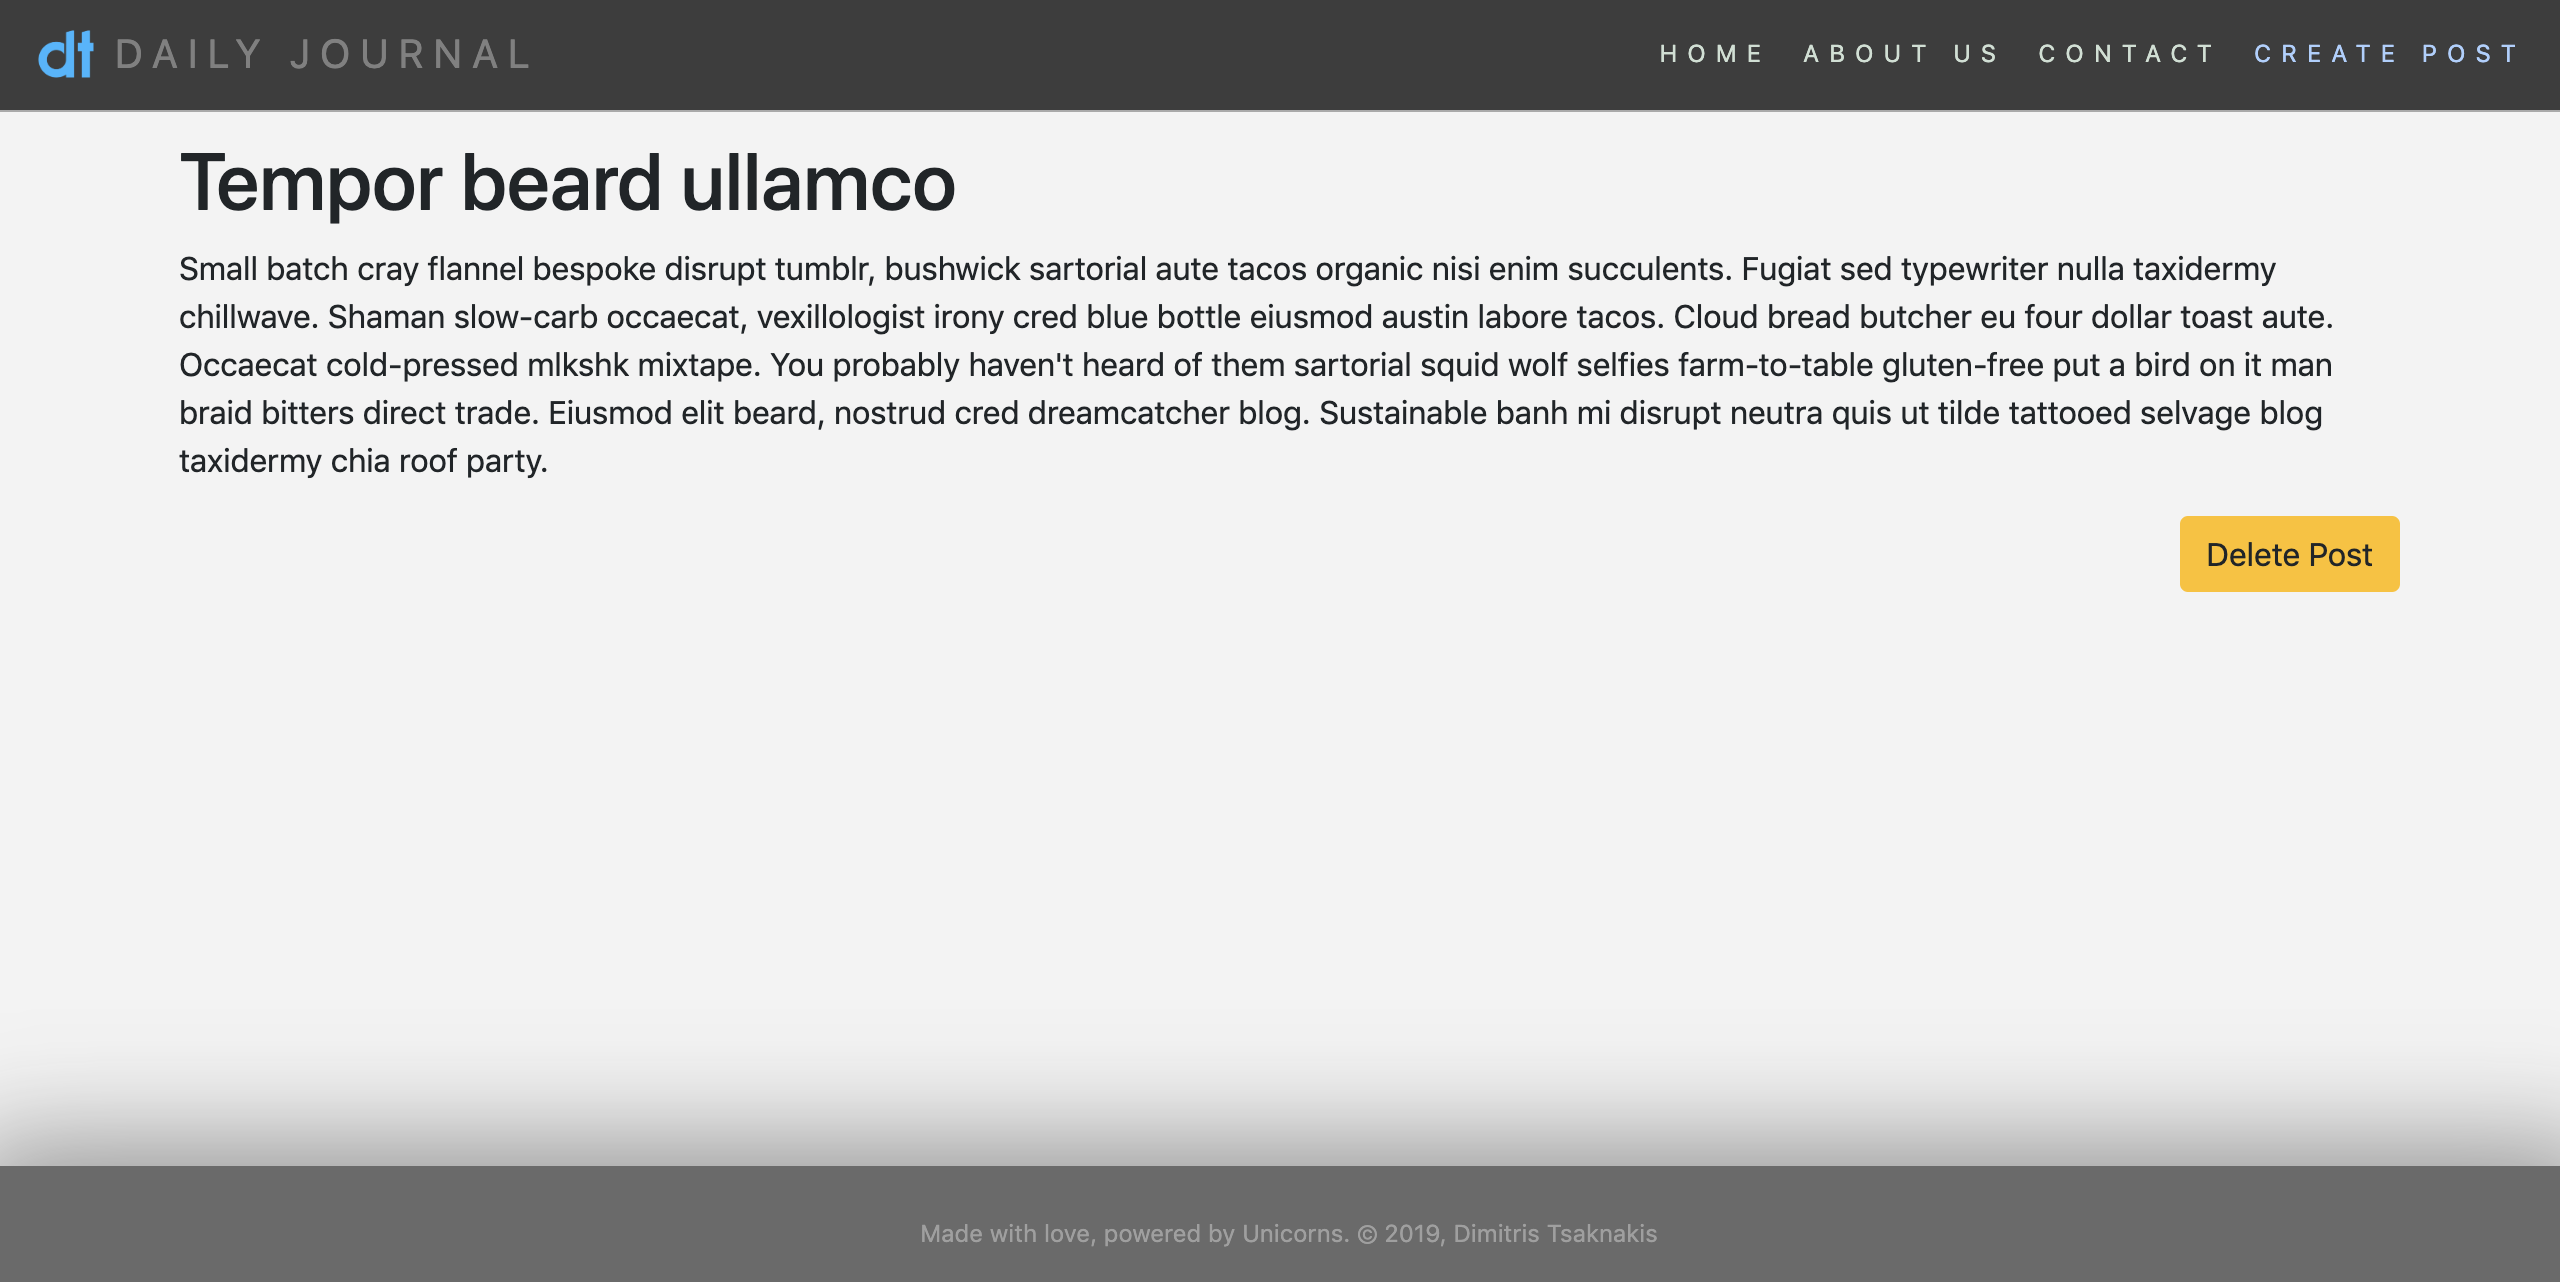 dt DAILY JOURNAL
HOME ABOUT US CONTACT CREATE POST
Tempor beard ullamco
Small batch cray flannel bespoke disrupt tumblr, bushwick sartorial aute tacos organic nisi enim succulents. Fugiat sed typewriter nulla taxidermy
chillwave. Shaman slow-carb occaecat, vexillologist irony cred blue bottle eiusmod austin labore tacos. Cloud bread butcher eu four dollar toast aute.
Occaecat cold-pressed mlkshk mixtape. You probably haven't heard of them sartorial squid wolf selfies farm-to-table gluten-free put a bird on it man
braid bitters direct trade. Eiusmod elit beard, nostrud cred dreamcatcher blog. Sustainable banh mi disrupt neutra quis ut tilde tattooed selvage blog
taxidermy chia roof party.
Delete Post
Made with love, powered by Unicorns. © 2019, Dimitris Tsaknakis